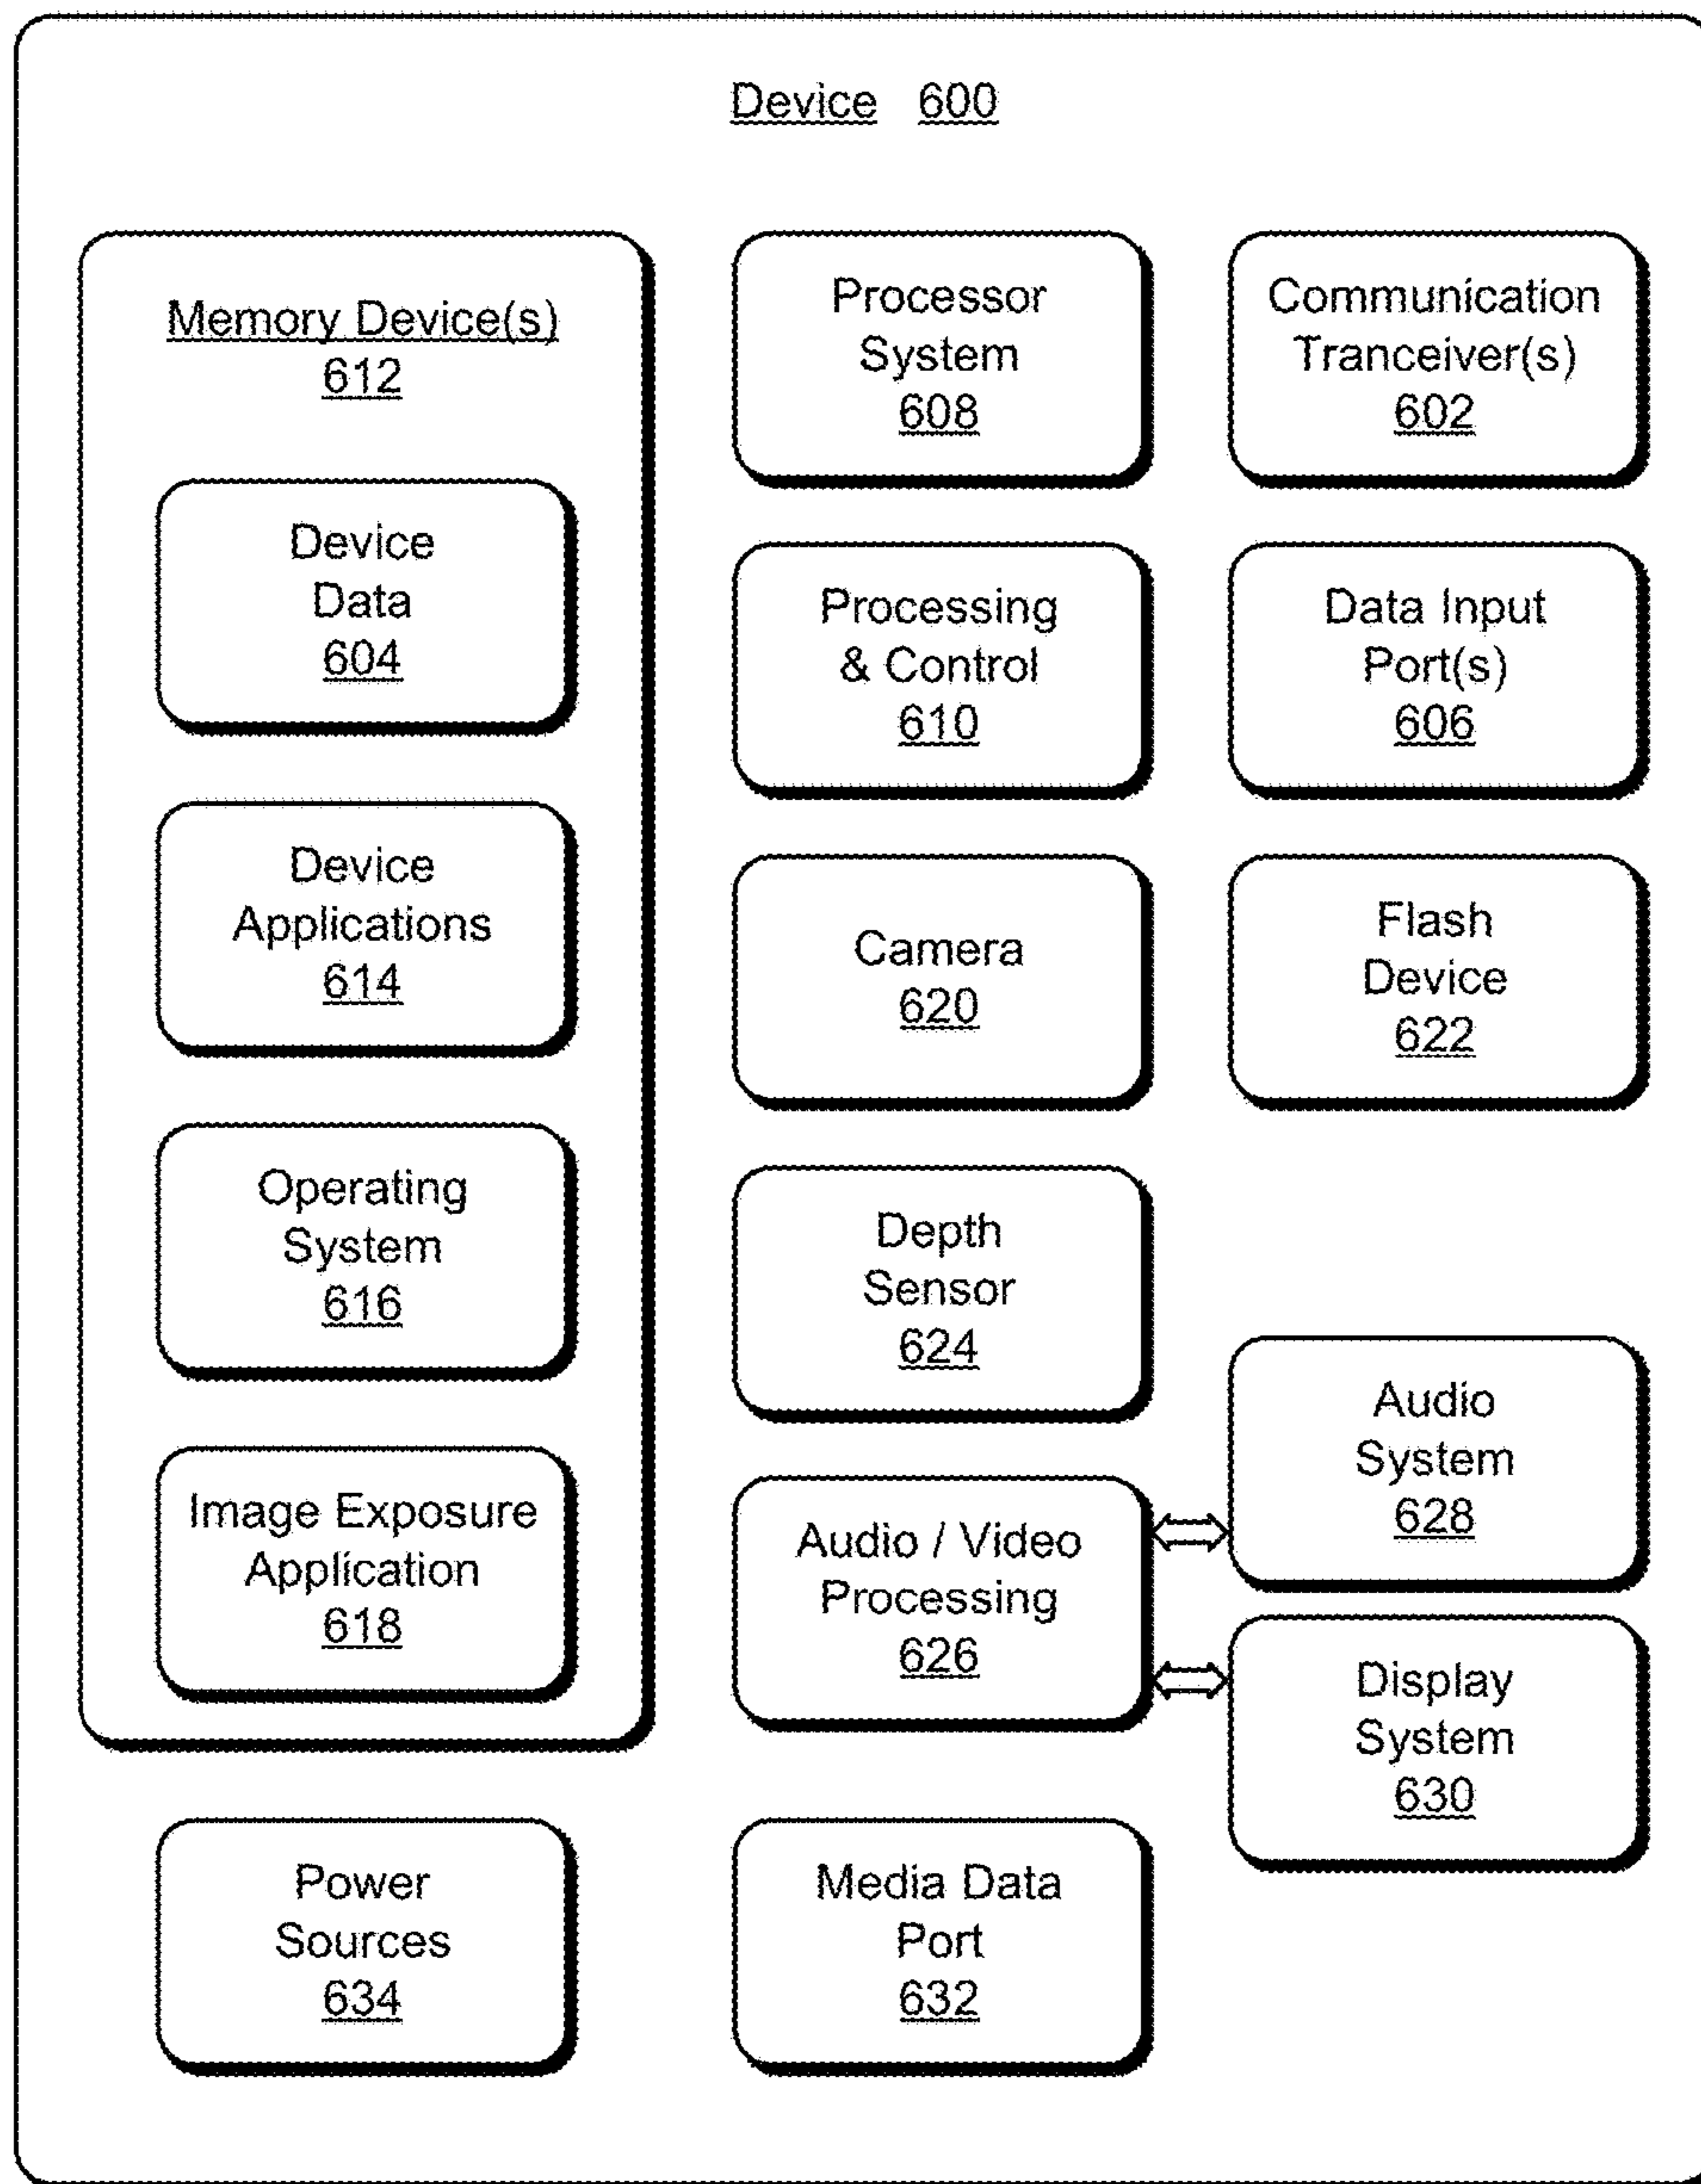 Device 600
Memory Device(s)
612
Device
Data
604
Device
Applications
614
Operating
System
616
Image Exposure
Application
618
Power
Sources
634
Processor
System
608
Processing
& Control
610
Camera
620
Depth
Sensor
624
Audio / Video
Processing
626
Media Data
Port
632
Communication
Tranceiver(s)
602
Data Input
Port(s)
606
Flash
Device
622
Audio
System
628
Display
System
630